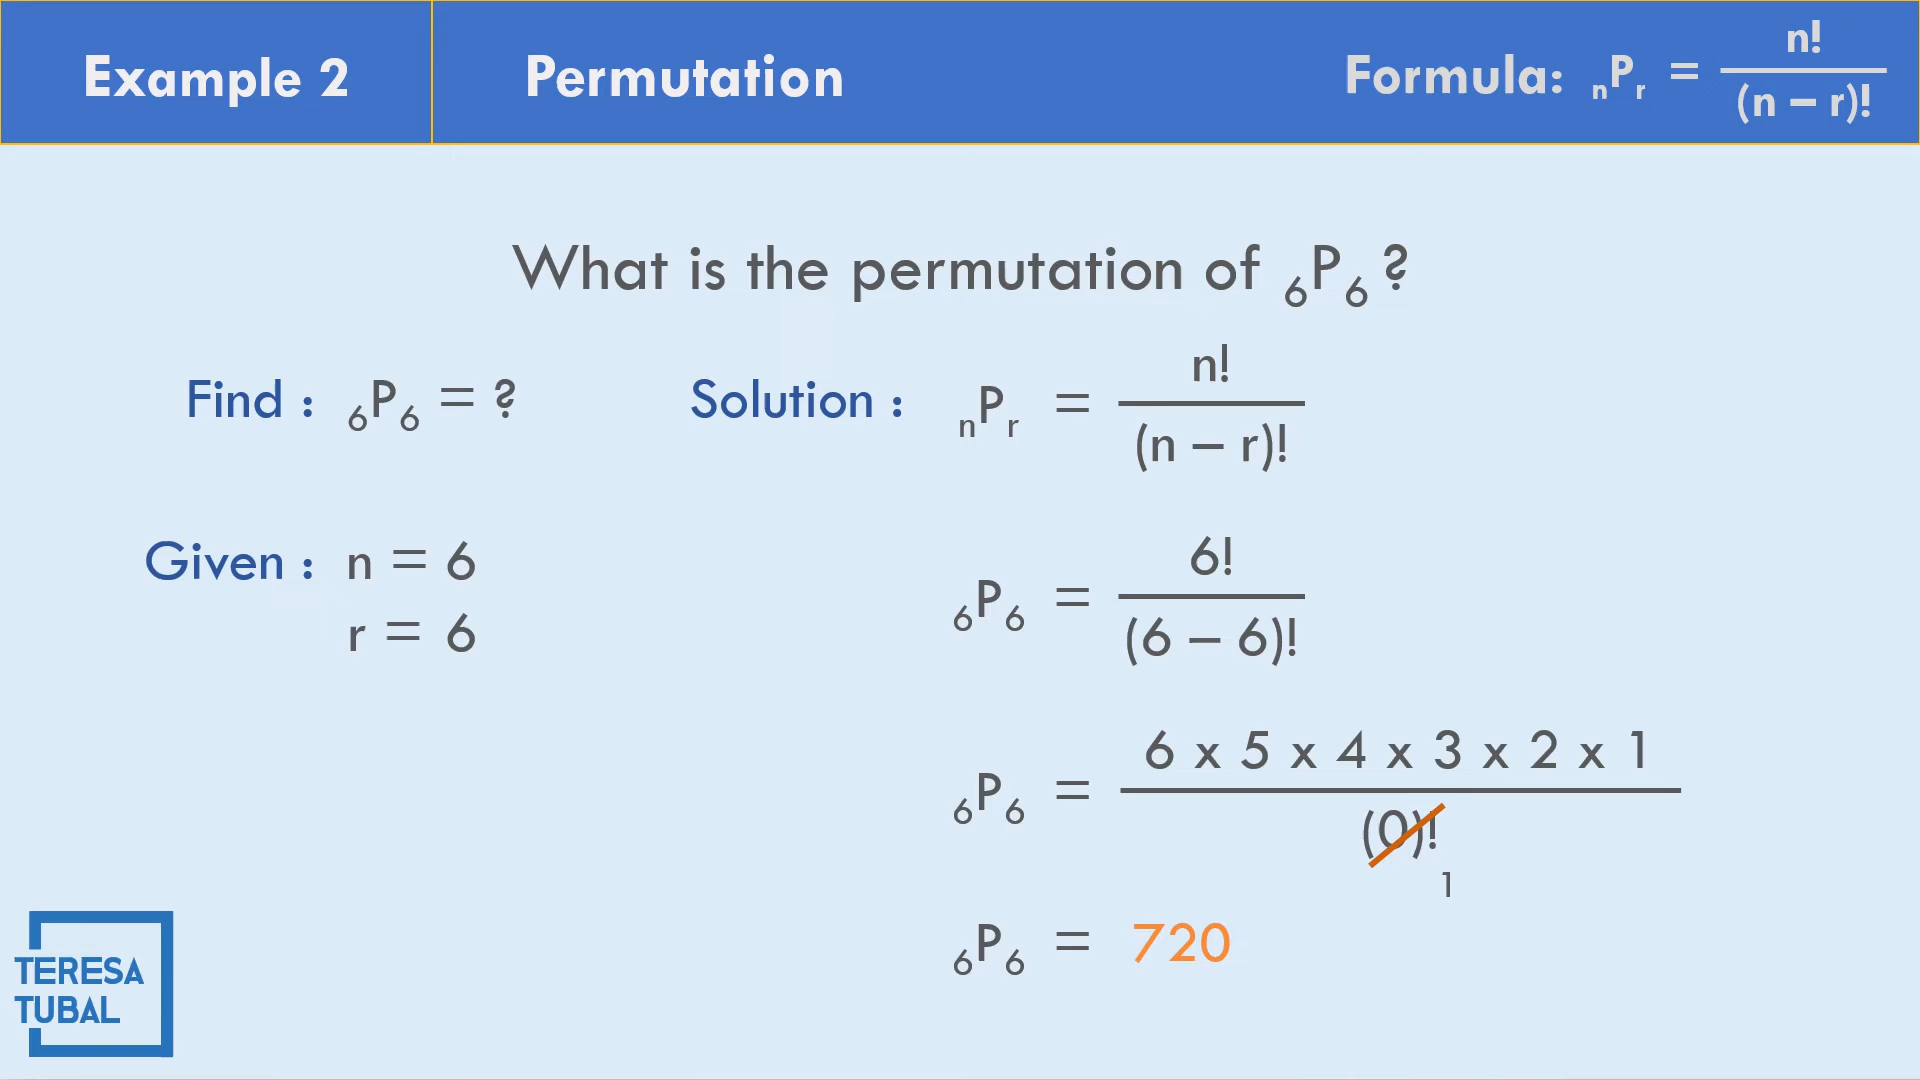 Example 2
Permutation
Formula: nPr = n!
(n – r)!
What is the permutation of 6P6 ?
Find : 6P6 = ?
Given : n = 6
r = 6
Solution : nPr = n!
(n – r)!
6P6 = 6!
(6 – 6)!
6P6 = 6 x 5 x 4 x 3 x 2 x 1
(0)!
1
6P6 = 720
TERESA
TUBAL